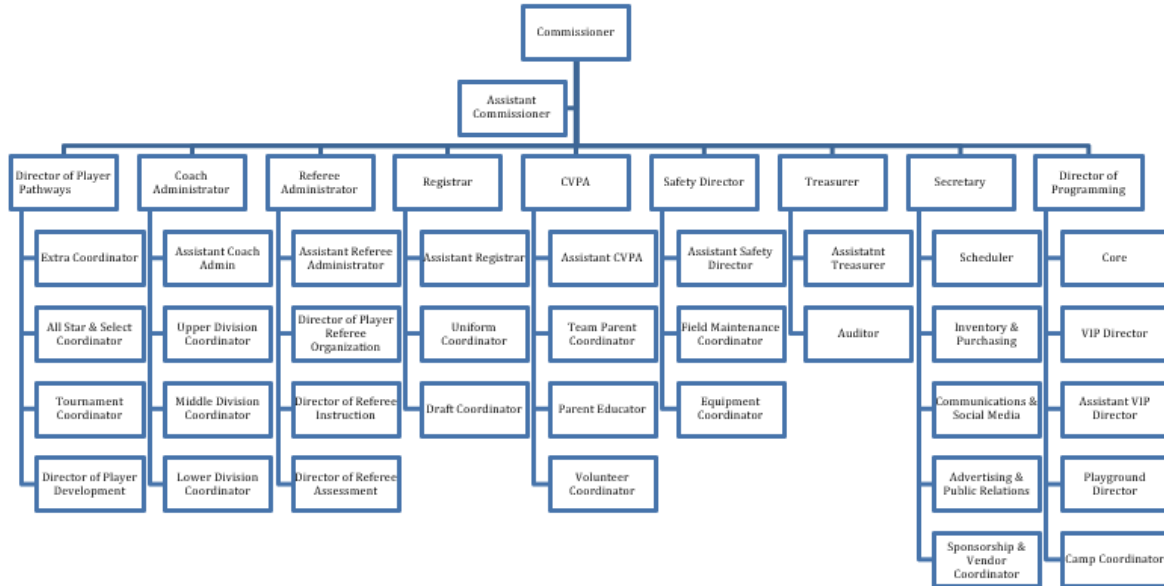 Commissioner
Assistant
Commissioner
Director of Player
Pathways
Coach
Administrator
Referee
Administrator
Registrar
CVPA
Safety Director
Treasurer
Secretary
Director of
Programming
Extra Coordinator
Assistant Coach
Admin
Assistant Referee
Administrator
Assistant Registrar
Assistant CVPA
Assistant Safety
Director
Assistatnt
Treasurer
Scheduler
Core
All Star & Select
Coordinator
Upper Division
Coordinator
Director of Player
Referee
Organization
Uniform
Coordinator
Team Parent
Coordinator
Field Maintenance
Coordinator
Auditor
Inventory &
Purchasing
VIP Director
Tournament
Coordinator
Middle Division
Coordinator
Director of Referee
Instruction
Draft Coordinator
Parent Educator
Equipment
Coordinator
Communications &
Social Media
Assistant VIP
Director
Director of Player
Development
Lower Division
Coordinator
Director of Referee
Assessment
Volunteer
Coordinator
Advertising &
Public Relations
Playground
Director
Sponsorship &
Vendor
Coordinator
Camp Coordinator